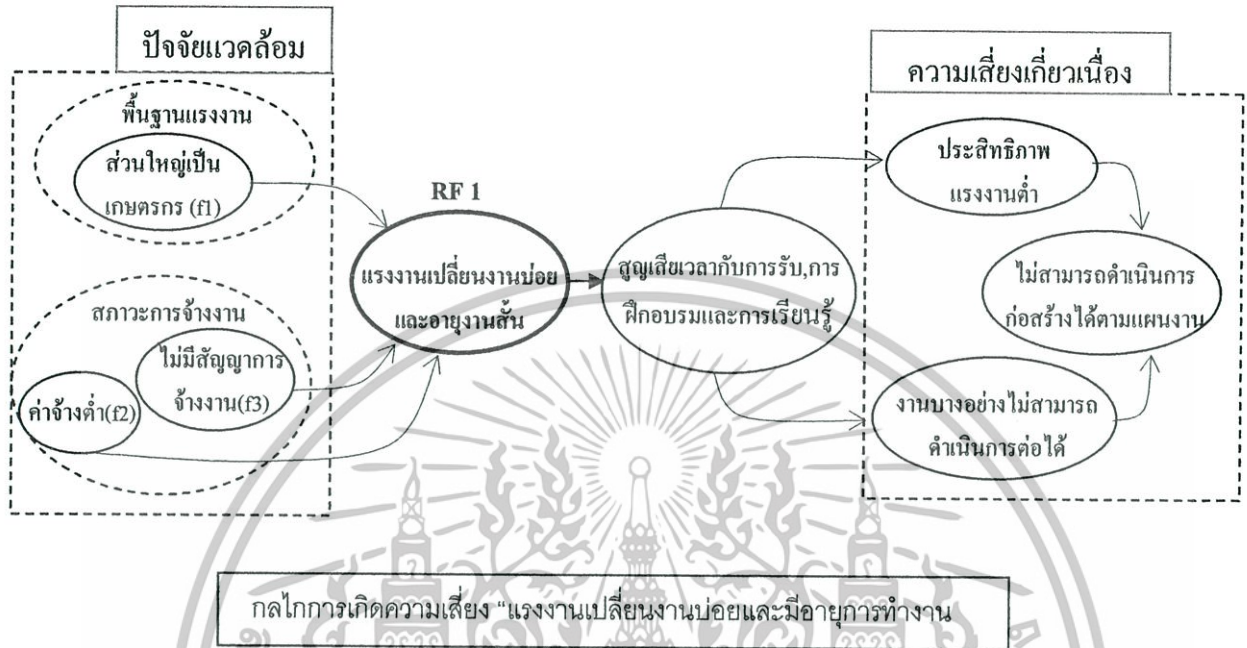 ปัจจัยแวดล้อม
พื้นฐานแรงงาน
ส่วนใหญ่เป็น
เกษตรกร (f1)
สภาวะการจ้างงาน
ไม่มีสัญญาการ
จ้างงาน(f3)
ค่าจ้างต่ำ(f2)
RF 1
แรงงานเปลี่ยนงานบ่อย
และอายุงานสั้น
สูญเสียเวลากับการรับ,การ
ฝึกอบรมและการเรียนรู้
ความเสี่ยงเกี่ยวเนื่อง
ประสิทธิภาพ
แรงงานต่ำ
ไม่สามารถดำเนินการ
ก่อสร้างได้ตามแผนงาน
งานบางอย่างไม่สามารถ
ดำเนินการต่อได้
กลไกการเกิดความเสี่ยง “แรงงานเปลี่ยนงานบ่อยและมีอายุการทำงาน